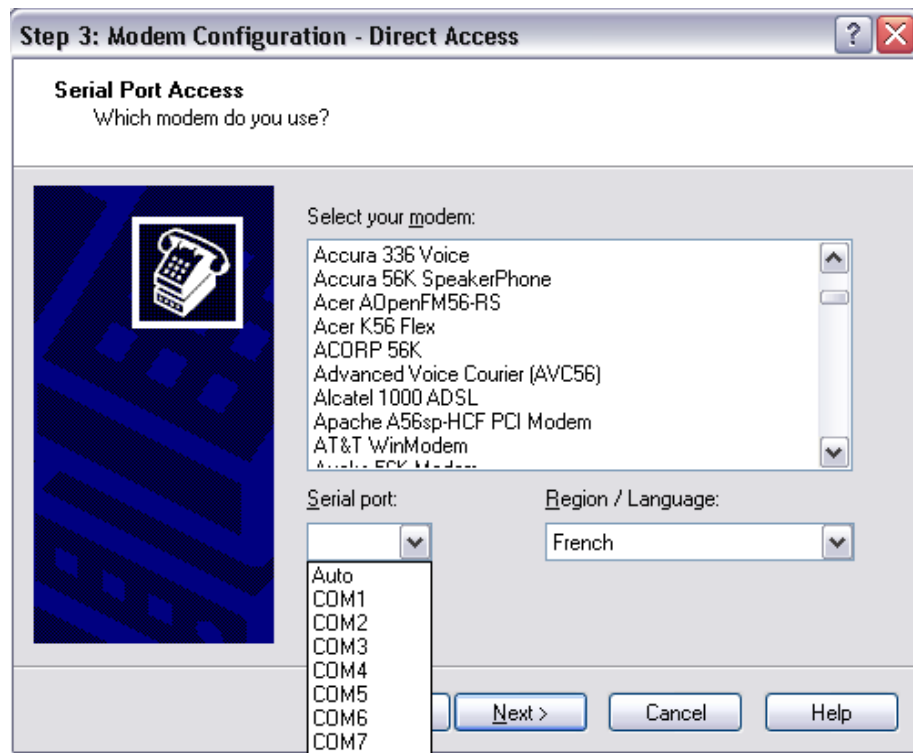 Step 3: Modem Configuration - Direct Access
Serial Port Access
Which modem do you use?
Select your modem:
Accura 336 Voice
Accura 56K SpeakerPhone
Acer AOpenFM56-RS
Acer K56 Flex
ACORP 56K
Advanced Voice Courier (AVC56)
Alcatel 1000 ADSL
Apache A56sp-HCF PCI Modem
AT&T WinModem
Serial port:
Region / Language:
French
Auto
COM1
COM2
COM3
COM4
COM5
COM6
COM7
Next >
Cancel
Help